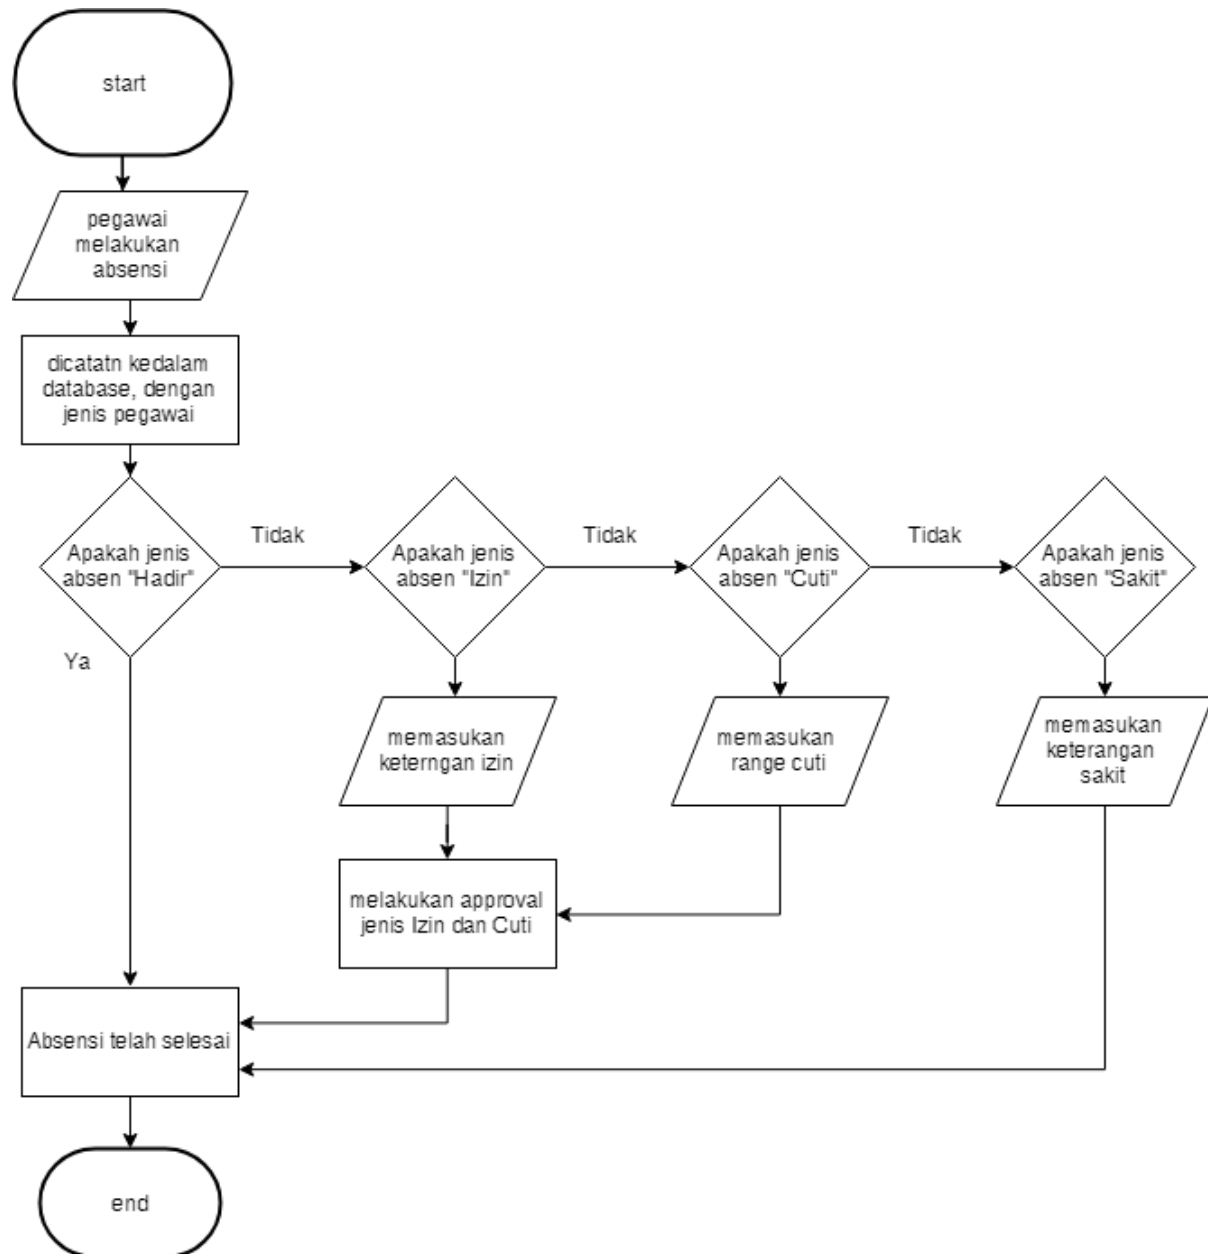 start
pegawai
melakukan
absensi
dicatatn kedalam
database, dengan
jenis pegawai
Apakah jenis
absen "Hadir"
Tidak
Apakah jenis
absen "Izin"
Tidak
Apakah jenis
absen "Cuti"
Tidak
Apakah jenis
absen "Sakit"
Ya
memasukan
keterngan izin
memasukan
range cuti
memasukan
keterangan
sakit
melakukan approval
jenis Izin dan Cuti
Absensi telah selesai
end